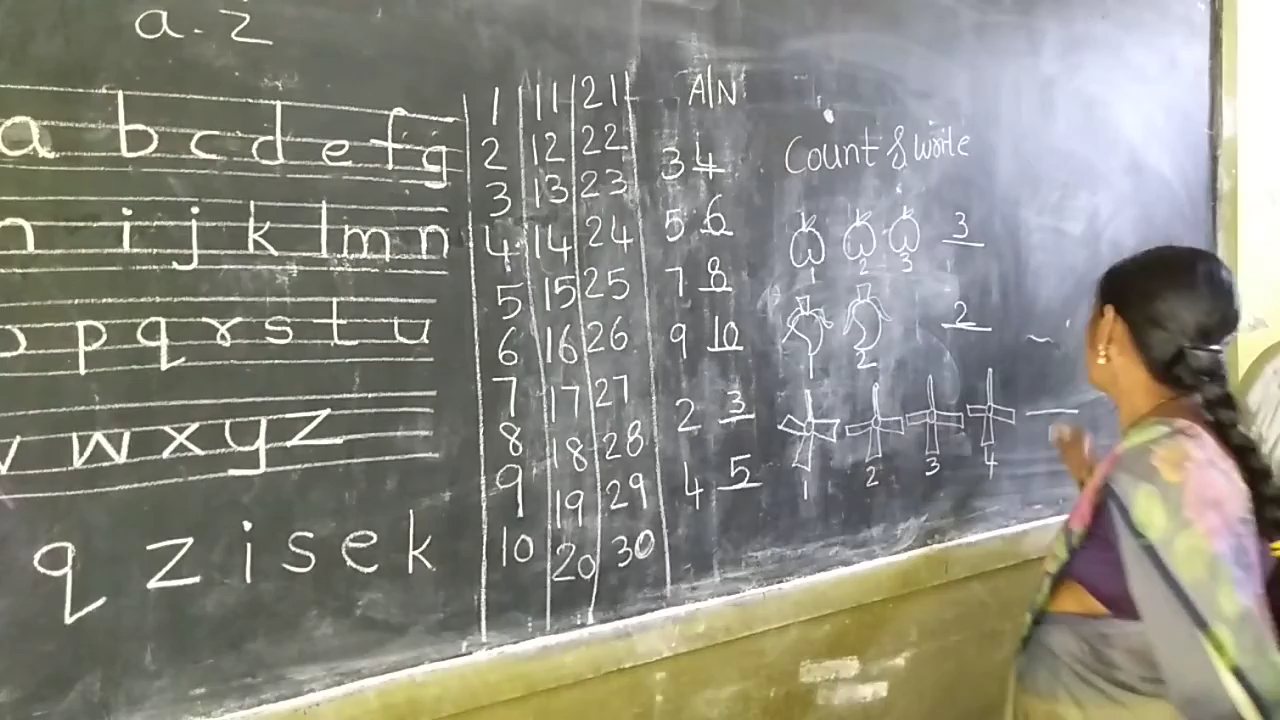 a - z
a b c d e f g
i j k l m n
p q r s t u
w x y z
q z i s e k
1 11 21
2 12 22
3 13 23
4 14 24
5 15 25
6 16 26
7 17 27
8 18 28
9 19 29
10 20 30
A/N
3 4
5 6
7 8
9 10
2 3
4 5
Count & write
3
1 2 3
2
1 2
1 2 3 4